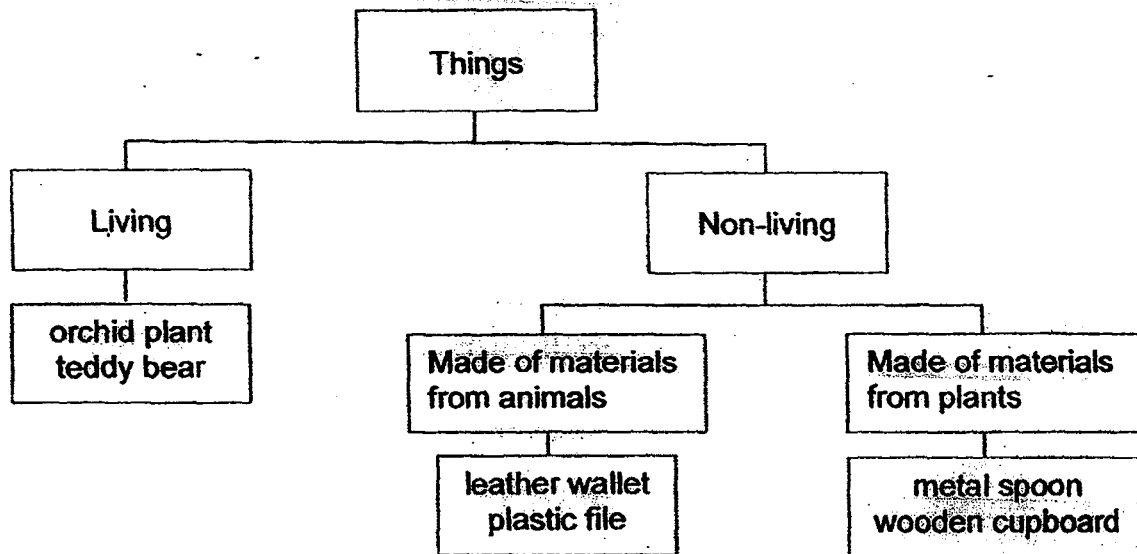 Things
Living
Non-living
orchid plant
teddy bear
Made of materials
from animals
Made of materials
from plants
leather wallet
plastic file
metal spoon
wooden cupboard